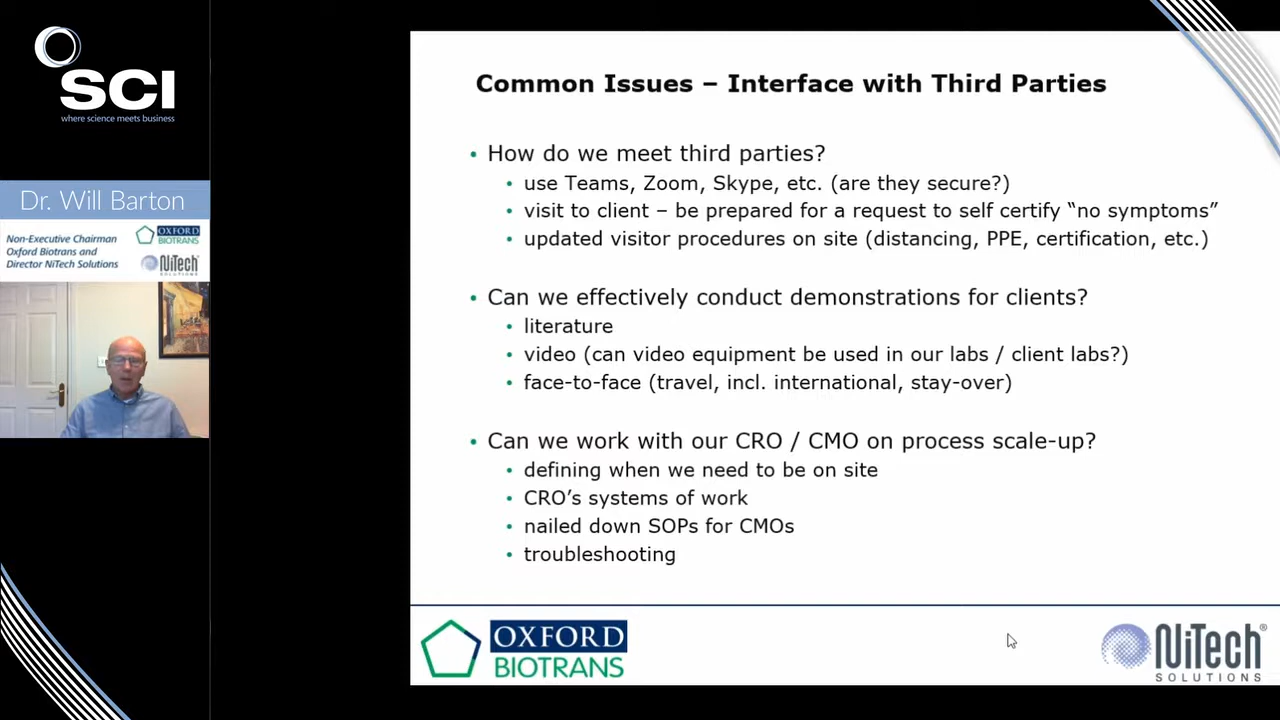 SCI
where science meets business
Dr. Will Barton
Non-Executive Chairman
Oxford Biotrans and
Director NiTech Solutions
OXFORD
BIOTRANS
NiTech
SOLUTIONS
Common Issues – Interface with Third Parties
• How do we meet third parties?
• use Teams, Zoom, Skype, etc. (are they secure?)
• visit to client – be prepared for a request to self certify “no symptoms”
• updated visitor procedures on site (distancing, PPE, certification, etc.)
• Can we effectively conduct demonstrations for clients?
• literature
• video (can video equipment be used in our labs / client labs?)
• face-to-face (travel, incl. international, stay-over)
• Can we work with our CRO / CMO on process scale-up?
• defining when we need to be on site
• CRO’s systems of work
• nailed down SOPs for CMOs
• troubleshooting
OXFORD
BIOTRANS
NiTech®
SOLUTIONS